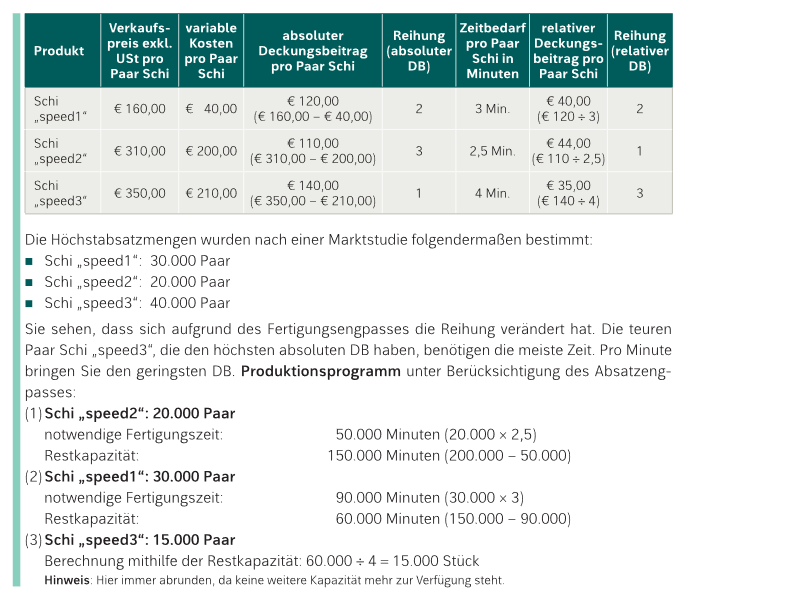 Produkt
Verkaufs-
preis exkl.
USt pro
Paar Schi
variable
Kosten
pro Paar
Schi
absoluter
Deckungsbeitrag
pro Paar Schi
Reihung
(absoluter
DB)
Zeitbedarf
pro Paar
Schi in
Minuten
relativer
Deckungs-
beitrag pro
Paar Schi
Reihung
(relativer
DB)
Schi
„speed1“
€ 160,00
€ 40,00
€ 120,00
(€ 160,00 – € 40,00)
2
3 Min.
€ 40,00
(€ 120 ÷ 3)
2
Schi
„speed2“
€ 310,00
€ 200,00
€ 110,00
(€ 310,00 – € 200,00)
3
2,5 Min.
€ 44,00
(€ 110 ÷ 2,5)
1
Schi
„speed3“
€ 350,00
€ 210,00
€ 140,00
(€ 350,00 – € 210,00)
1
4 Min.
€ 35,00
(€ 140 ÷ 4)
3
Die Höchstabsatzmengen wurden nach einer Marktstudie folgendermaßen bestimmt:
■ Schi „speed1“: 30.000 Paar
■ Schi „speed2“: 20.000 Paar
■ Schi „speed3“: 40.000 Paar
Sie sehen, dass sich aufgrund des Fertigungsengpasses die Reihung verändert hat. Die teuren
Paar Schi „speed3“, die den höchsten absoluten DB haben, benötigen die meiste Zeit. Pro Minute
bringen Sie den geringsten DB. Produktionsprogramm unter Berücksichtigung des Absatzeng-
passes:
(1) Schi „speed2“: 20.000 Paar
notwendige Fertigungszeit: 50.000 Minuten (20.000 × 2,5)
Restkapazität: 150.000 Minuten (200.000 – 50.000)
(2) Schi „speed1“: 30.000 Paar
notwendige Fertigungszeit: 90.000 Minuten (30.000 × 3)
Restkapazität: 60.000 Minuten (150.000 – 90.000)
(3) Schi „speed3“: 15.000 Paar
Berechnung mithilfe der Restkapazität: 60.000 ÷ 4 = 15.000 Stück
Hinweis: Hier immer abrunden, da keine weitere Kapazität mehr zur Verfügung steht.